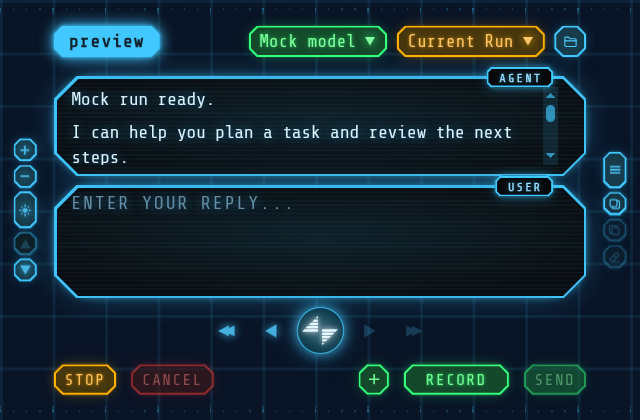 preview
Mock model ▼
Current Run ▼
AGENT
Mock run ready.
I can help you plan a task and review the next
steps.
USER
ENTER YOUR REPLY...
STOP
CANCEL
+
RECORD
SEND